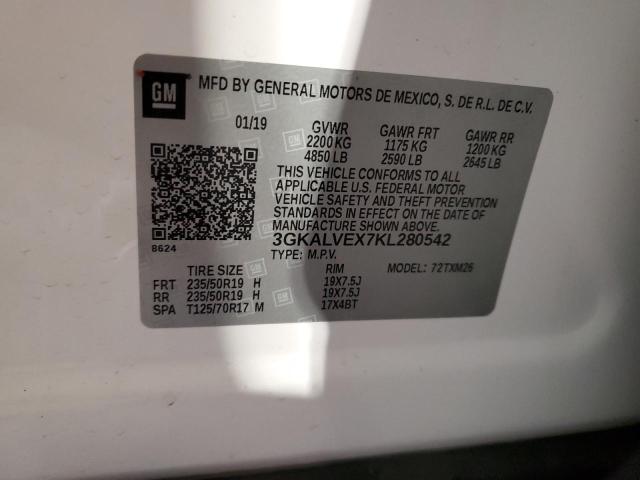 GM MFD BY GENERAL MOTORS DE MEXICO, S. DE R.L. DE C.V.
01/19 GVWR GAWR FRT GAWR RR
2200 KG 1175 KG 1200 KG
4850 LB 2590 LB 2645 LB
THIS VEHICLE CONFORMS TO ALL
APPLICABLE U.S. FEDERAL MOTOR
VEHICLE SAFETY AND THEFT PREVENTION
STANDARDS IN EFFECT ON THE DATE OF
MANUFACTURE SHOWN ABOVE.
8624 3GKALVEX7KL280542
TYPE: M.P.V.
TIRE SIZE RIM MODEL: 72TXM26
FRT 235/50R19 H 19X7.5J
RR 235/50R19 H 19X7.5J
SPA T125/70R17 M 17X4BT